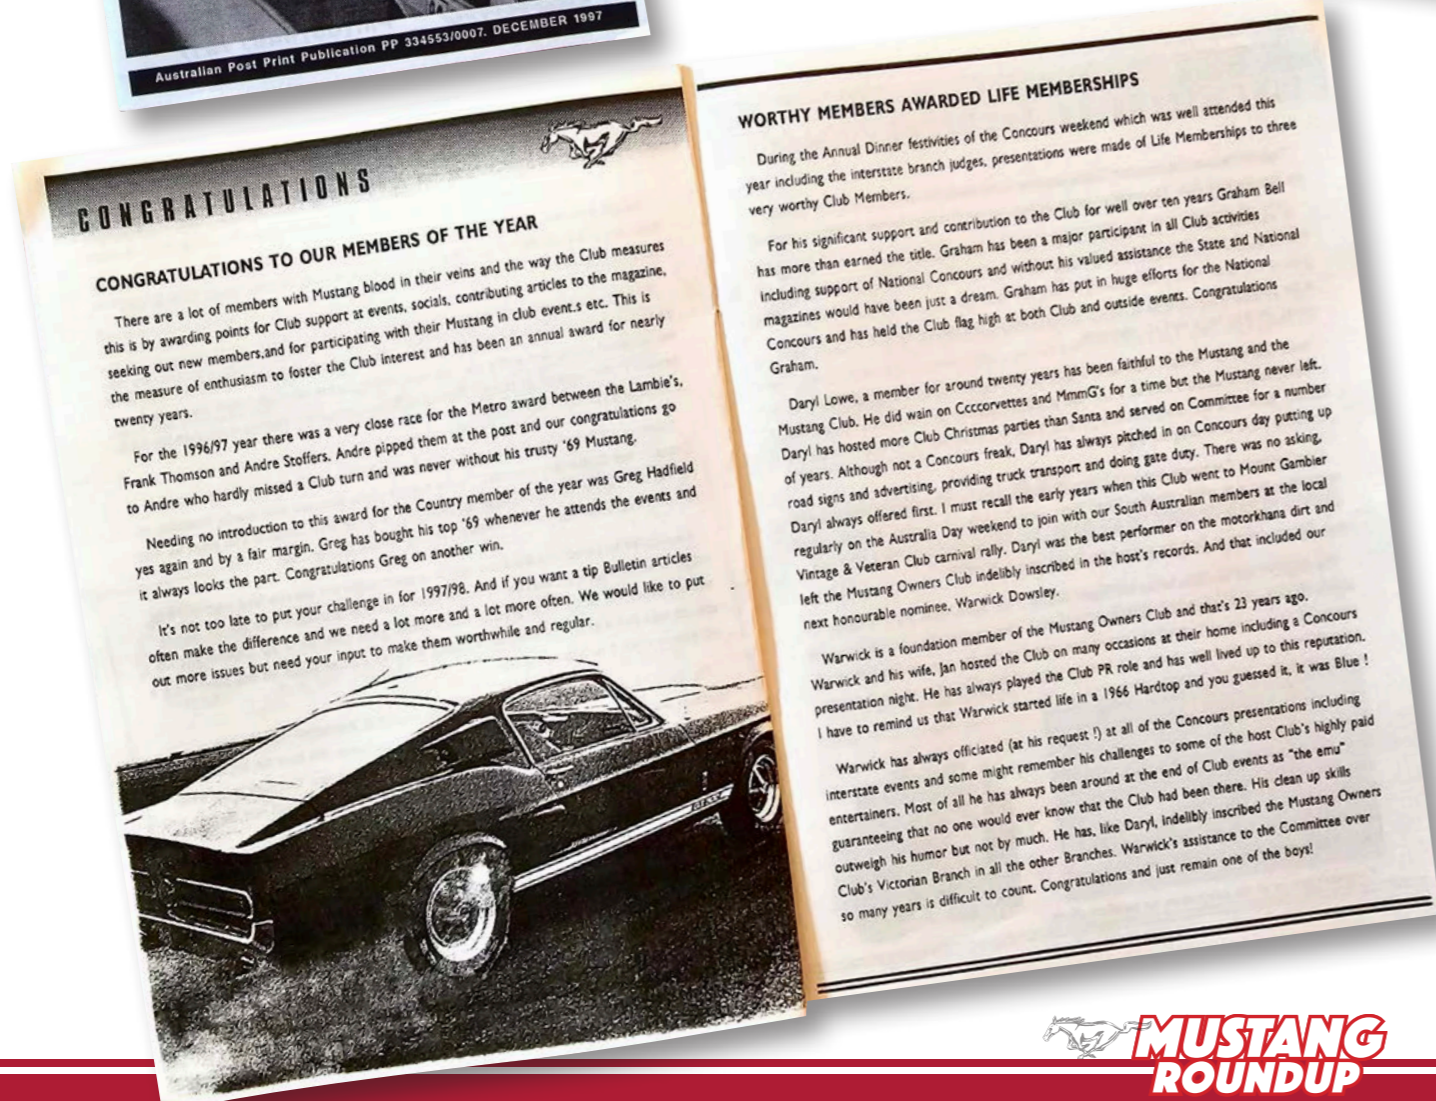 Australian Post Print Publication PP 334553/0007. DECEMBER 1997
CONGRATULATIONS
CONGRATULATIONS TO OUR MEMBERS OF THE YEAR
There are a lot of members with Mustang blood in their veins and the way the Club measures
this is by awarding points for Club support at events, socials, contributing articles to the magazine,
seeking out new members,and for participating with their Mustang in club event.s etc. This is
the measure of enthusiasm to foster the Club interest and has been an annual award for nearly
twenty years.
For the 1996/97 year there was a very close race for the Metro award between the Lambie's,
Frank Thomson and Andre Stoffers. Andre pipped them at the post and our congratulations go
to Andre who hardly missed a Club turn and was never without his trusty '69 Mustang.
Needing no introduction to this award for the Country member of the year was Greg Hadfield
yes again and by a fair margin. Greg has bought his top '69 whenever he attends the events and
it always looks the part. Congratulations Greg on another win.
It's not too late to put your challenge in for 1997/98. And if you want a tip Bulletin articles
often make the difference and we need a lot more and a lot more often. We would like to put
out more issues but need your input to make them worthwhile and regular.
WORTHY MEMBERS AWARDED LIFE MEMBERSHIPS
During the Annual Dinner festivities of the Concours weekend which was well attended this
year including the interstate branch judges, presentations were made of Life Memberships to three
very worthy Club Members.
For his significant support and contribution to the Club for well over ten years Graham Bell
has more than earned the title. Graham has been a major participant in all Club activities
including support of National Concours and without his valued assistance the State and National
magazines would have been just a dream. Graham has put in huge efforts for the National
Concours and has held the Club flag high at both Club and outside events. Congratulations
Graham.
Daryl Lowe, a member for around twenty years has been faithful to the Mustang and the
Mustang Club. He did wain on Ccccorvettes and MmmG's for a time but the Mustang never left.
Daryl has hosted more Club Christmas parties than Santa and served on Committee for a number
of years. Although not a Concours freak, Daryl has always pitched in on Concours day putting up
road signs and advertising, providing truck transport and doing gate duty. There was no asking,
Daryl always offered first. I must recall the early years when this Club went to Mount Gambier
regularly on the Australia Day weekend to join with our South Australian members at the local
Vintage & Veteran Club carnival rally. Daryl was the best performer on the motorkhana dirt and
left the Mustang Owners Club indelibly inscribed in the host's records. And that included our
next honourable nominee, Warwick Dowsley.
Warwick is a foundation member of the Mustang Owners Club and that's 23 years ago.
Warwick and his wife, Jan hosted the Club on many occasions at their home including a Concours
presentation night. He has always played the Club PR role and has well lived up to this reputation.
I have to remind us that Warwick started life in a 1966 Hardtop and you guessed it, it was Blue !
Warwick has always officiated (at his request !) at all of the Concours presentations including
interstate events and some might remember his challenges to some of the host Club's highly paid
entertainers. Most of all he has always been around at the end of Club events as "the emu"
guaranteeing that no one would ever know that the Club had been there. His clean up skills
outweigh his humor but not by much. He has, like Daryl, indelibly inscribed the Mustang Owners
Club's Victorian Branch in all the other Branches. Warwick's assistance to the Committee over
so many years is difficult to count. Congratulations and just remain one of the boys!
MUSTANG
ROUNDUP